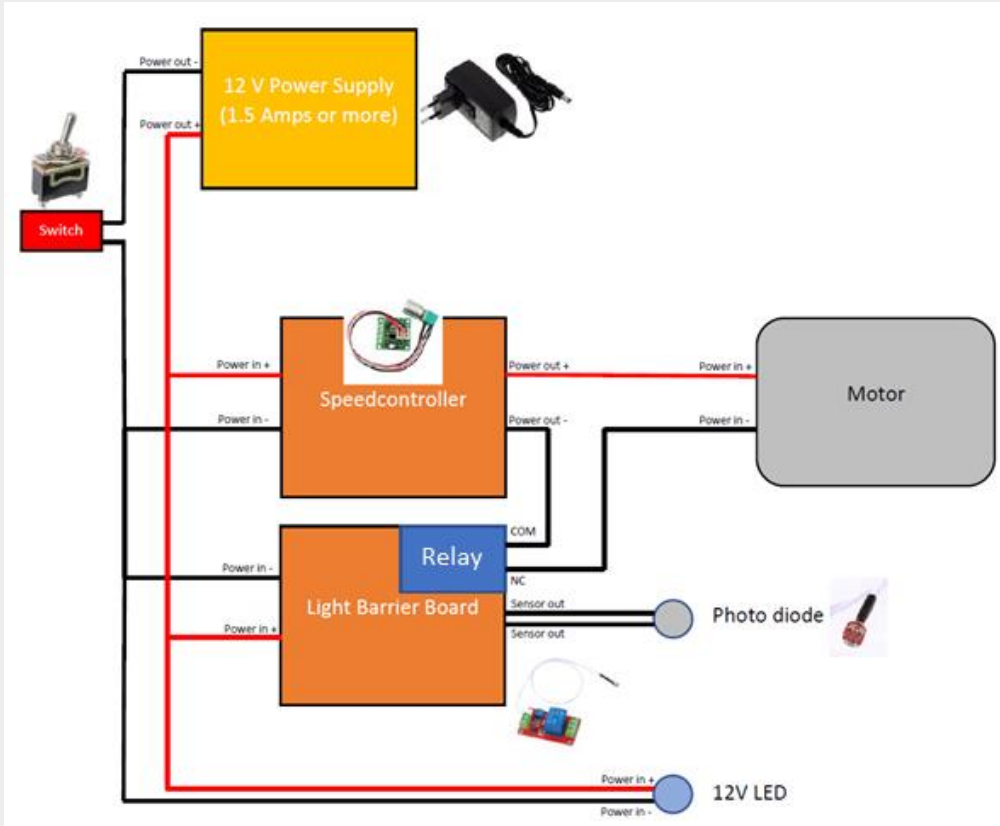 Power out -
12 V Power Supply
(1.5 Amps or more)
Power out +
Switch
Power in +
Speedcontroller
Power out +
Power in +
Motor
Power in -
Power out -
Power in -
COM
Relay
NC
Power in -
Light Barrier Board
Sensor out
Photo diode
Power in +
Sensor out
Power in +
12V LED
Power in -